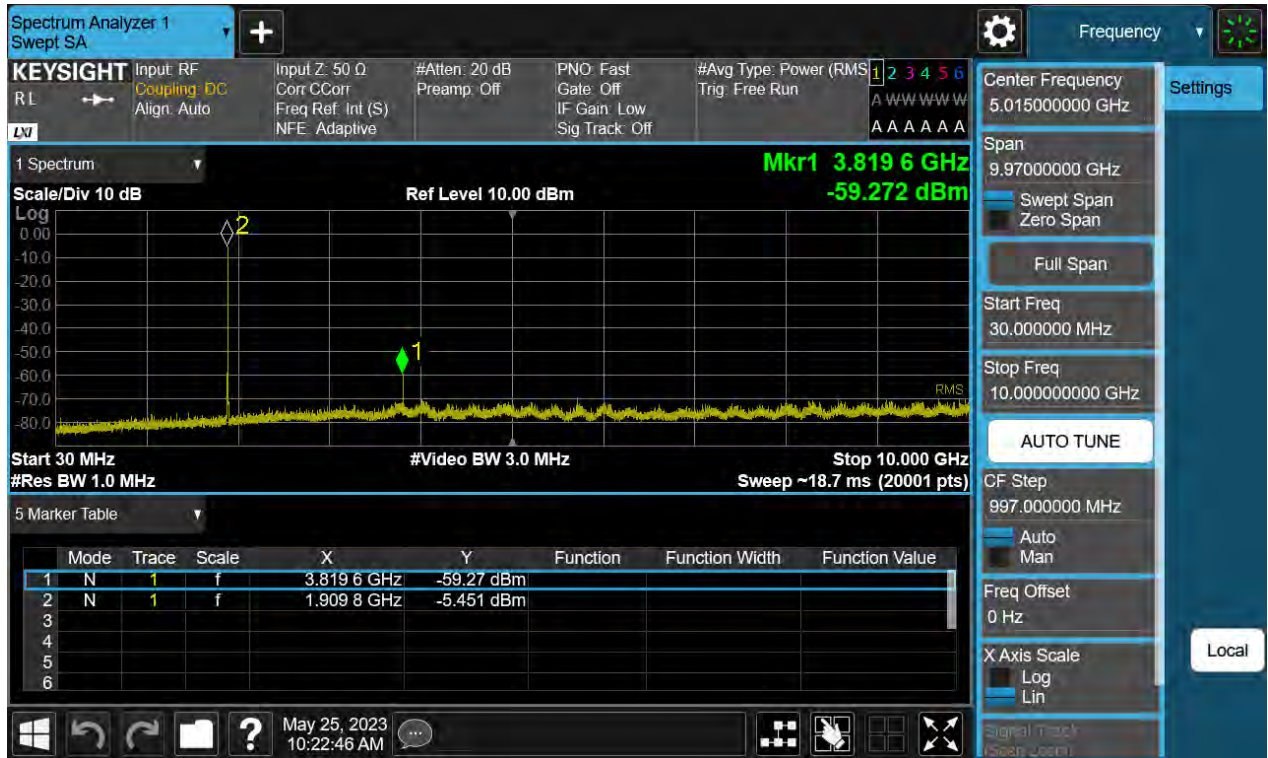 Spectrum Analyzer 1
Swept SA
+
Frequency
KEYSIGHT
RL
LXI
Input: RF
Coupling: DC
Align: Auto
Input Z: 50 Ω
Corr CCorr
Freq Ref: Int (S)
NFE: Adaptive
#Atten: 20 dB
Preamp: Off
PNO: Fast
Gate: Off
IF Gain: Low
Sig Track: Off
#Avg Type: Power (RMS
Trig: Free Run
1 2 3 4 5 6
A W W W W W
A A A A A A
1 Spectrum
Scale/Div 10 dB
Ref Level 10.00 dBm
Mkr1 3.819 6 GHz
-59.272 dBm
Log
0.00
-10.0
-20.0
-30.0
-40.0
-50.0
-60.0
-70.0
-80.0
2
1
RMS
Start 30 MHz
#Video BW 3.0 MHz
Stop 10.000 GHz
#Res BW 1.0 MHz
Sweep ~18.7 ms (20001 pts)
5 Marker Table
Mode Trace Scale X Y Function Function Width Function Value
1 N 1 f 3.819 6 GHz -59.27 dBm
2 N 1 f 1.909 8 GHz -5.451 dBm
3
4
5
6
?
May 25, 2023
10:22:46 AM
Center Frequency
5.015000000 GHz
Settings
Span
9.97000000 GHz
Swept Span
Zero Span
Full Span
Start Freq
30.000000 MHz
Stop Freq
10.000000000 GHz
AUTO TUNE
CF Step
997.000000 MHz
Auto
Man
Freq Offset
0 Hz
X Axis Scale
Log
Lin
Local
Signal Track
(Span Zoom)